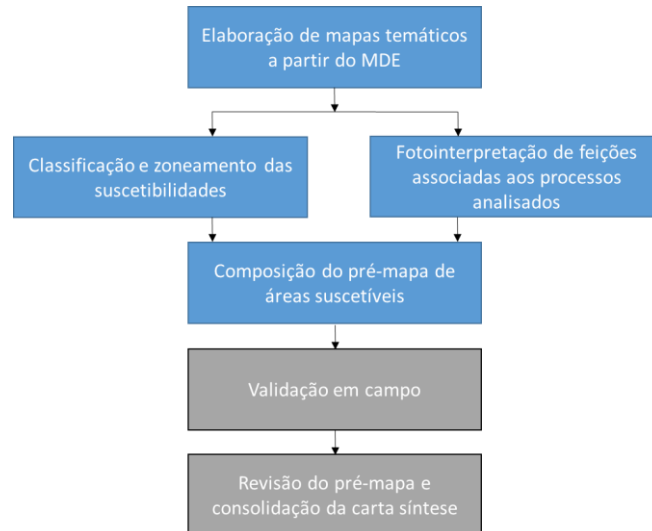 Elaboração de mapas temáticos
a partir do MDE
Classificação e zoneamento das
suscetibilidades
Fotointerpretação de feições
associadas aos processos
analisados
Composição do pré-mapa de
áreas suscetíveis
Validação em campo
Revisão do pré-mapa e
consolidação da carta síntese